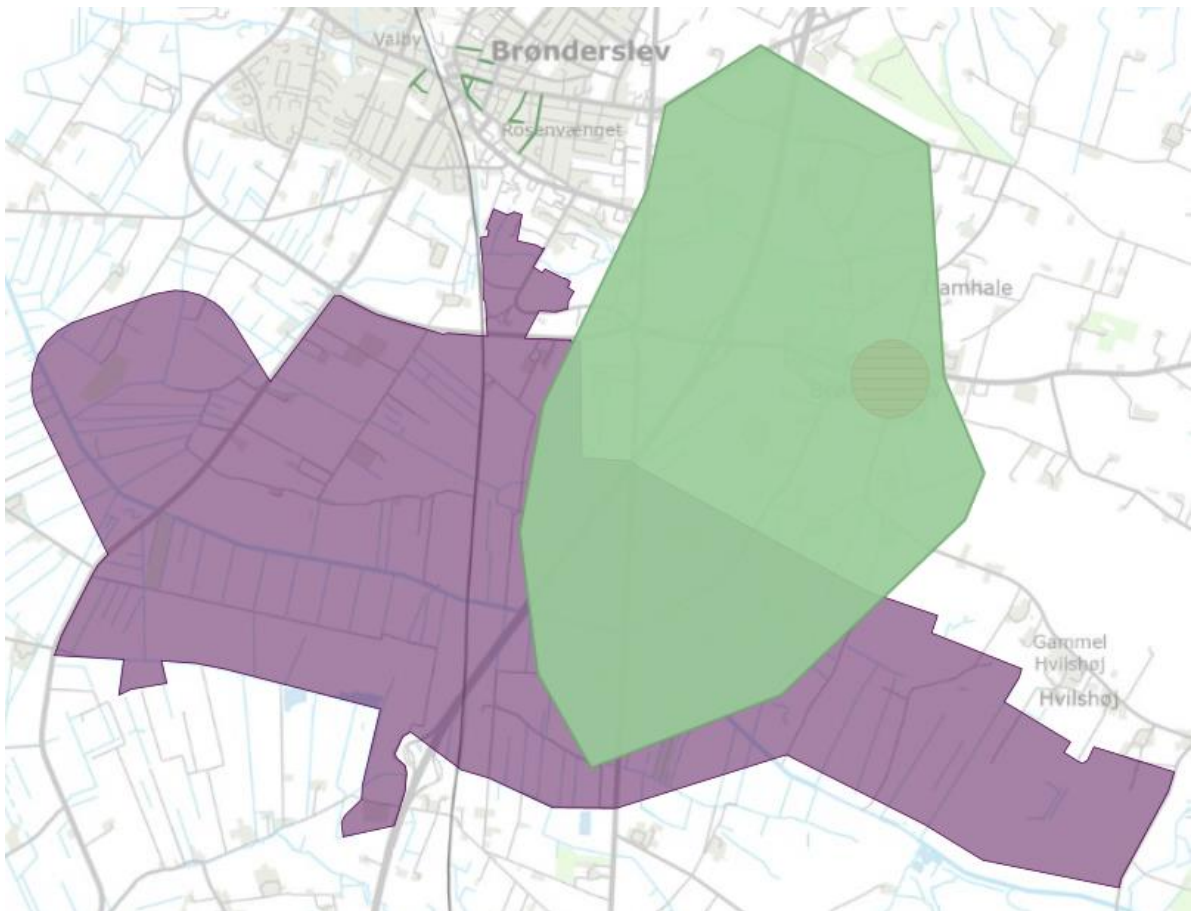 Valby
Brønderslev
Rosenvænget
amhale
Gammel
Hvilshøj
Hvilshøj